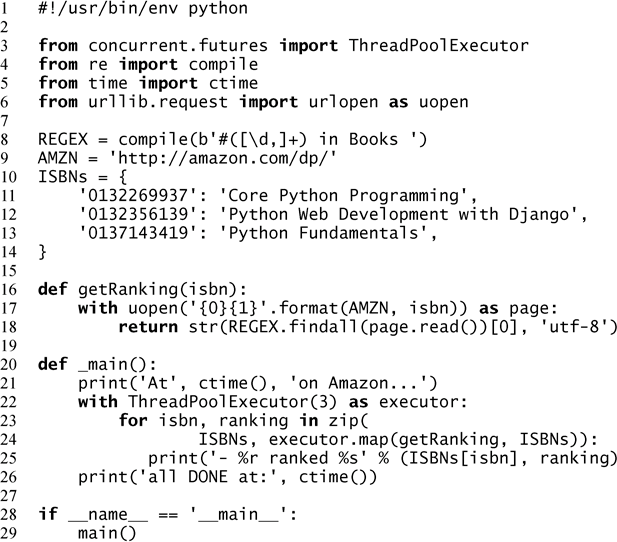 1 #!/usr/bin/env python
2
3 from concurrent.futures import ThreadPoolExecutor
4 from re import compile
5 from time import ctime
6 from urllib.request import urlopen as uopen
7
8 REGEX = compile(b'#([\d,]+) in Books ')
9 AMZN = 'http://amazon.com/dp/'
10 ISBNs = {
11     '0132269937': 'Core Python Programming',
12     '0132356139': 'Python Web Development with Django',
13     '0137143419': 'Python Fundamentals',
14 }
15
16 def getRanking(isbn):
17     with uopen('{0}{1}'.format(AMZN, isbn)) as page:
18         return str(REGEX.findall(page.read())[0], 'utf-8')
19
20 def _main():
21     print('At', ctime(), 'on Amazon...')
22     with ThreadPoolExecutor(3) as executor:
23         for isbn, ranking in zip(
24                 ISBNs, executor.map(getRanking, ISBNs)):
25             print('- %r ranked %s' % (ISBNs[isbn], ranking)
26     print('all DONE at:', ctime())
27
28 if __name__ == '__main__':
29     main()